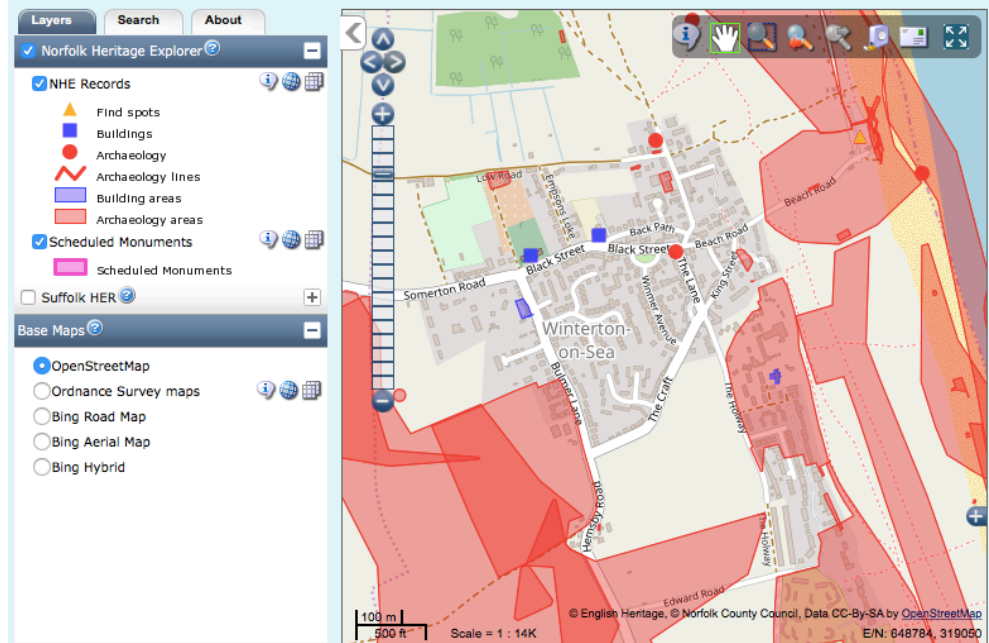 Layers
Search
About
Norfolk Heritage Explorer
NHE Records
Find spots
Buildings
Archaeology
Archaeology lines
Building areas
Archaeology areas
Scheduled Monuments
Scheduled Monuments
Suffolk HER
Base Maps
OpenStreetMap
Ordnance Survey maps
Bing Road Map
Bing Aerial Map
Bing Hybrid
Low Road
Empsons Loke
Beach Road
Back Path
Beach Road
Black Street
Black Street
The Lane
King Street
Somerton Road
Winmer Avenue
Winterton-
on-Sea
Bulmer Lane
The Craft
The Holway
Hemsby Road
The Holway
Edward Road
100 m
500 ft
Scale = 1 : 14K
© English Heritage, © Norfolk County Council, Data CC-By-SA by OpenStreetMap
E/N: 648784, 319050